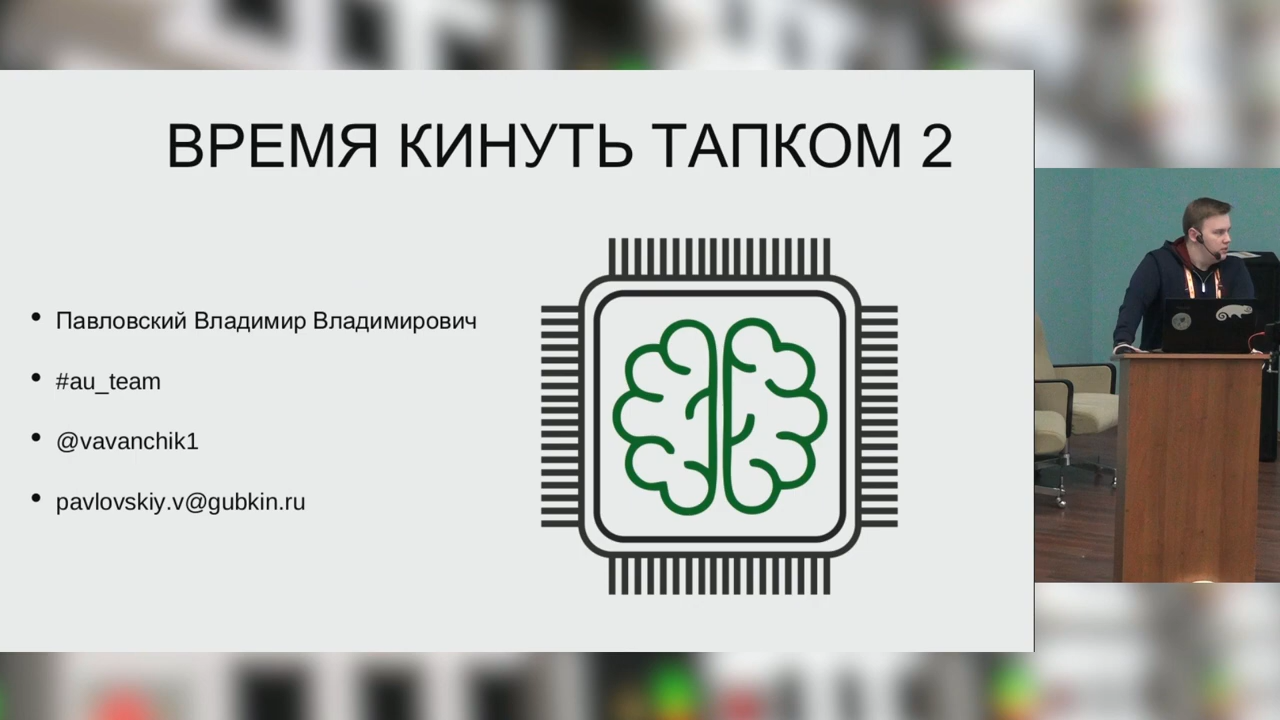 ВРЕМЯ КИНУТЬ ТАПКОМ 2
• Павловский Владимир Владимирович
• #au_team
• @vavanchik1
• pavlovskiy.v@gubkin.ru